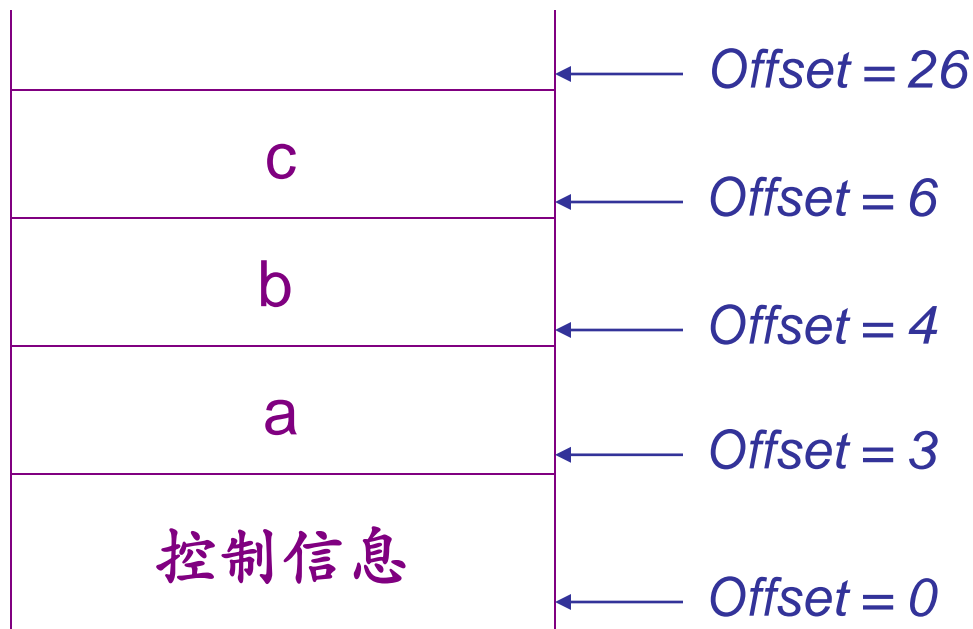 Offset = 26
c
Offset = 6
b
Offset = 4
a
Offset = 3
控制信息
Offset = 0